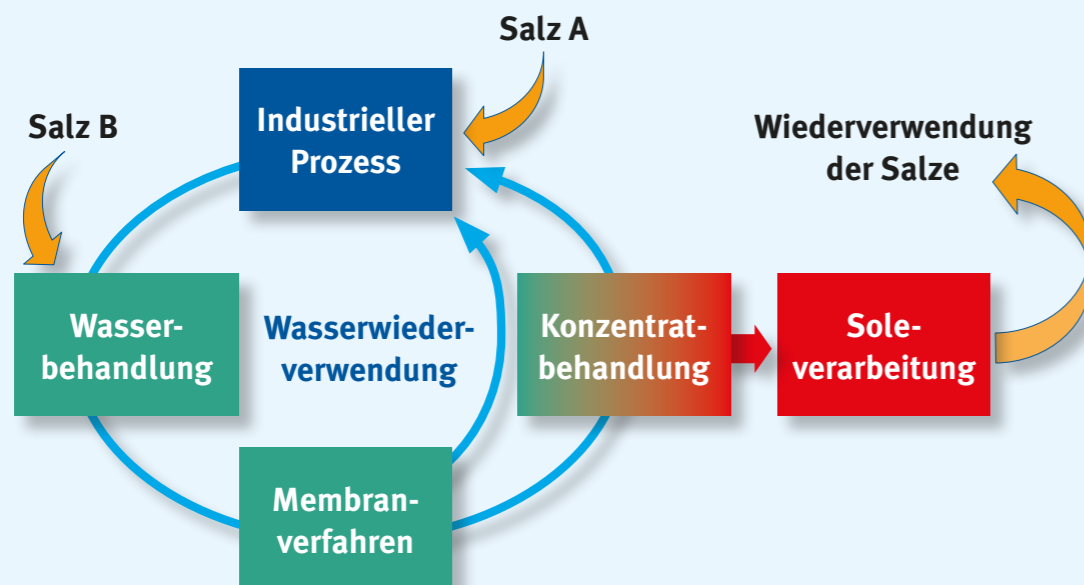 Salz A
Salz B
Industrieller
Prozess
Wiederverwendung
der Salze
Wasser-
behandlung
Wasserwieder-
verwendung
Konzentrat-
behandlung
Sole-
verarbeitung
Membran-
verfahren